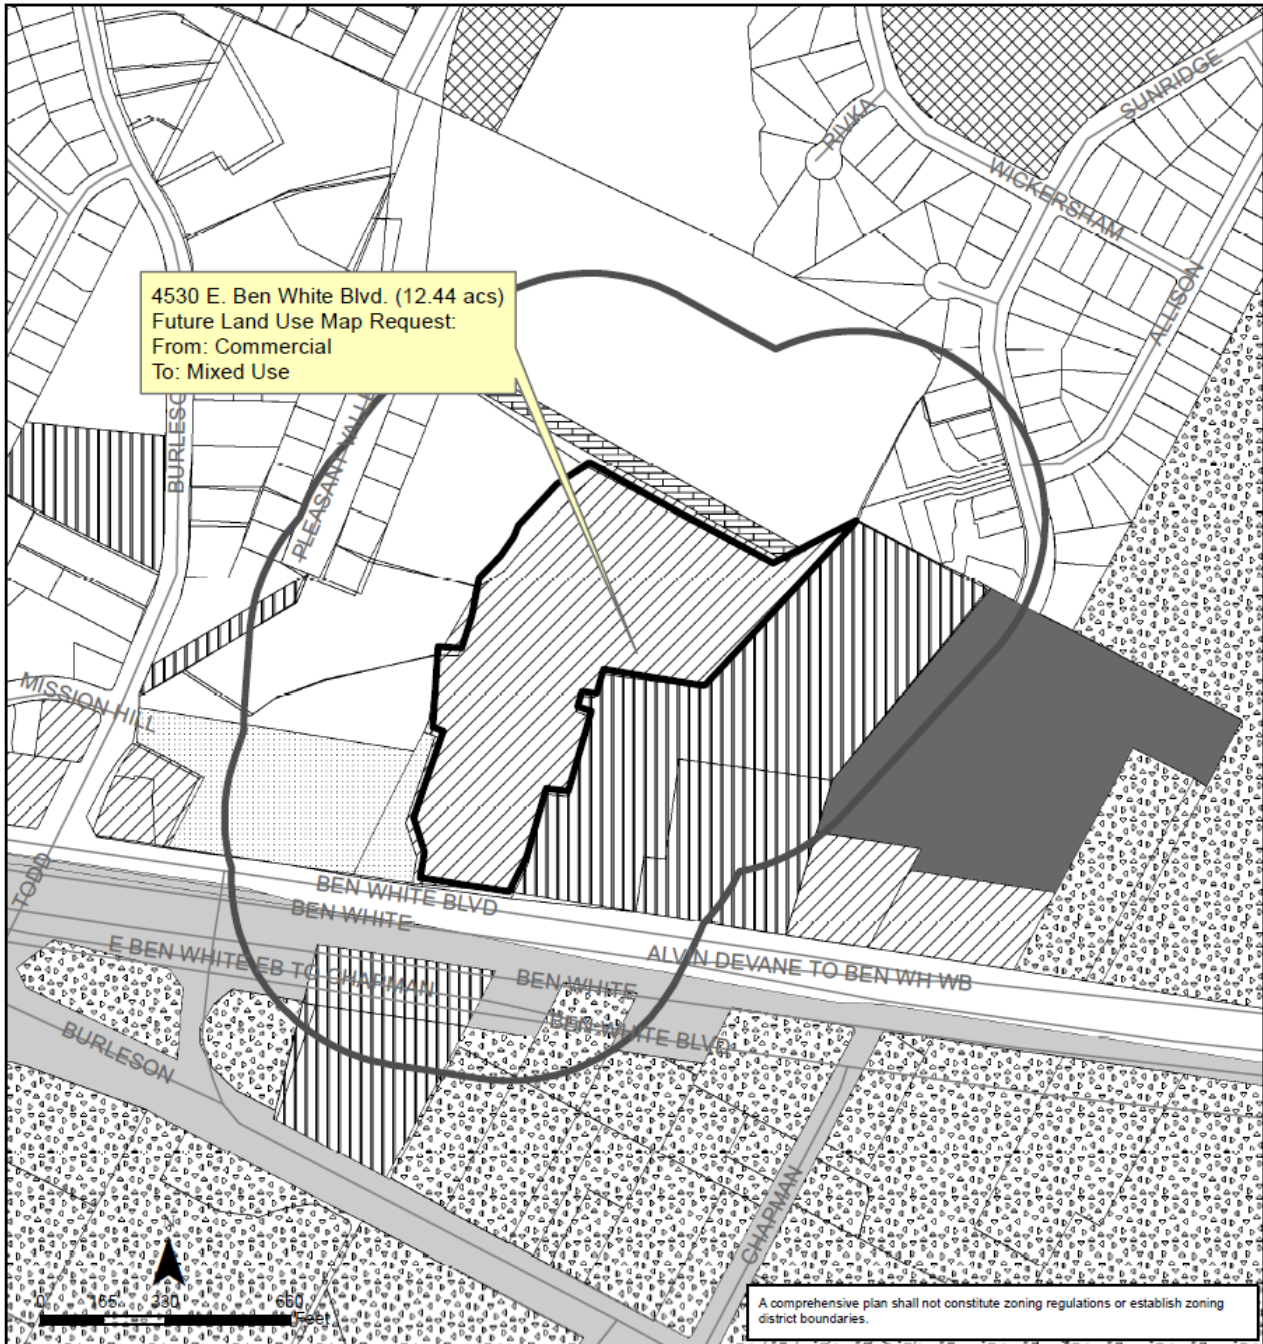 SUNRIDGE
RIVKA
WICKERSHAM
ALLISON
4530 E. Ben White Blvd. (12.44 acs)
Future Land Use Map Request:
From: Commercial
To: Mixed Use
BURLESO
PLEASANT VALLE
MISSION HILL
TODD
BEN WHITE BLVD
BEN WHITE
ALVIN DEVANE TO BEN WH WB
E BEN WHITE EB TO CHAPMAN
BEN WHITE
BEN WHITE BLVD
BURLESON
CHAPMAN
N
0 165 330 660
Feet
A comprehensive plan shall not constitute zoning regulations or establish zoning
district boundaries.